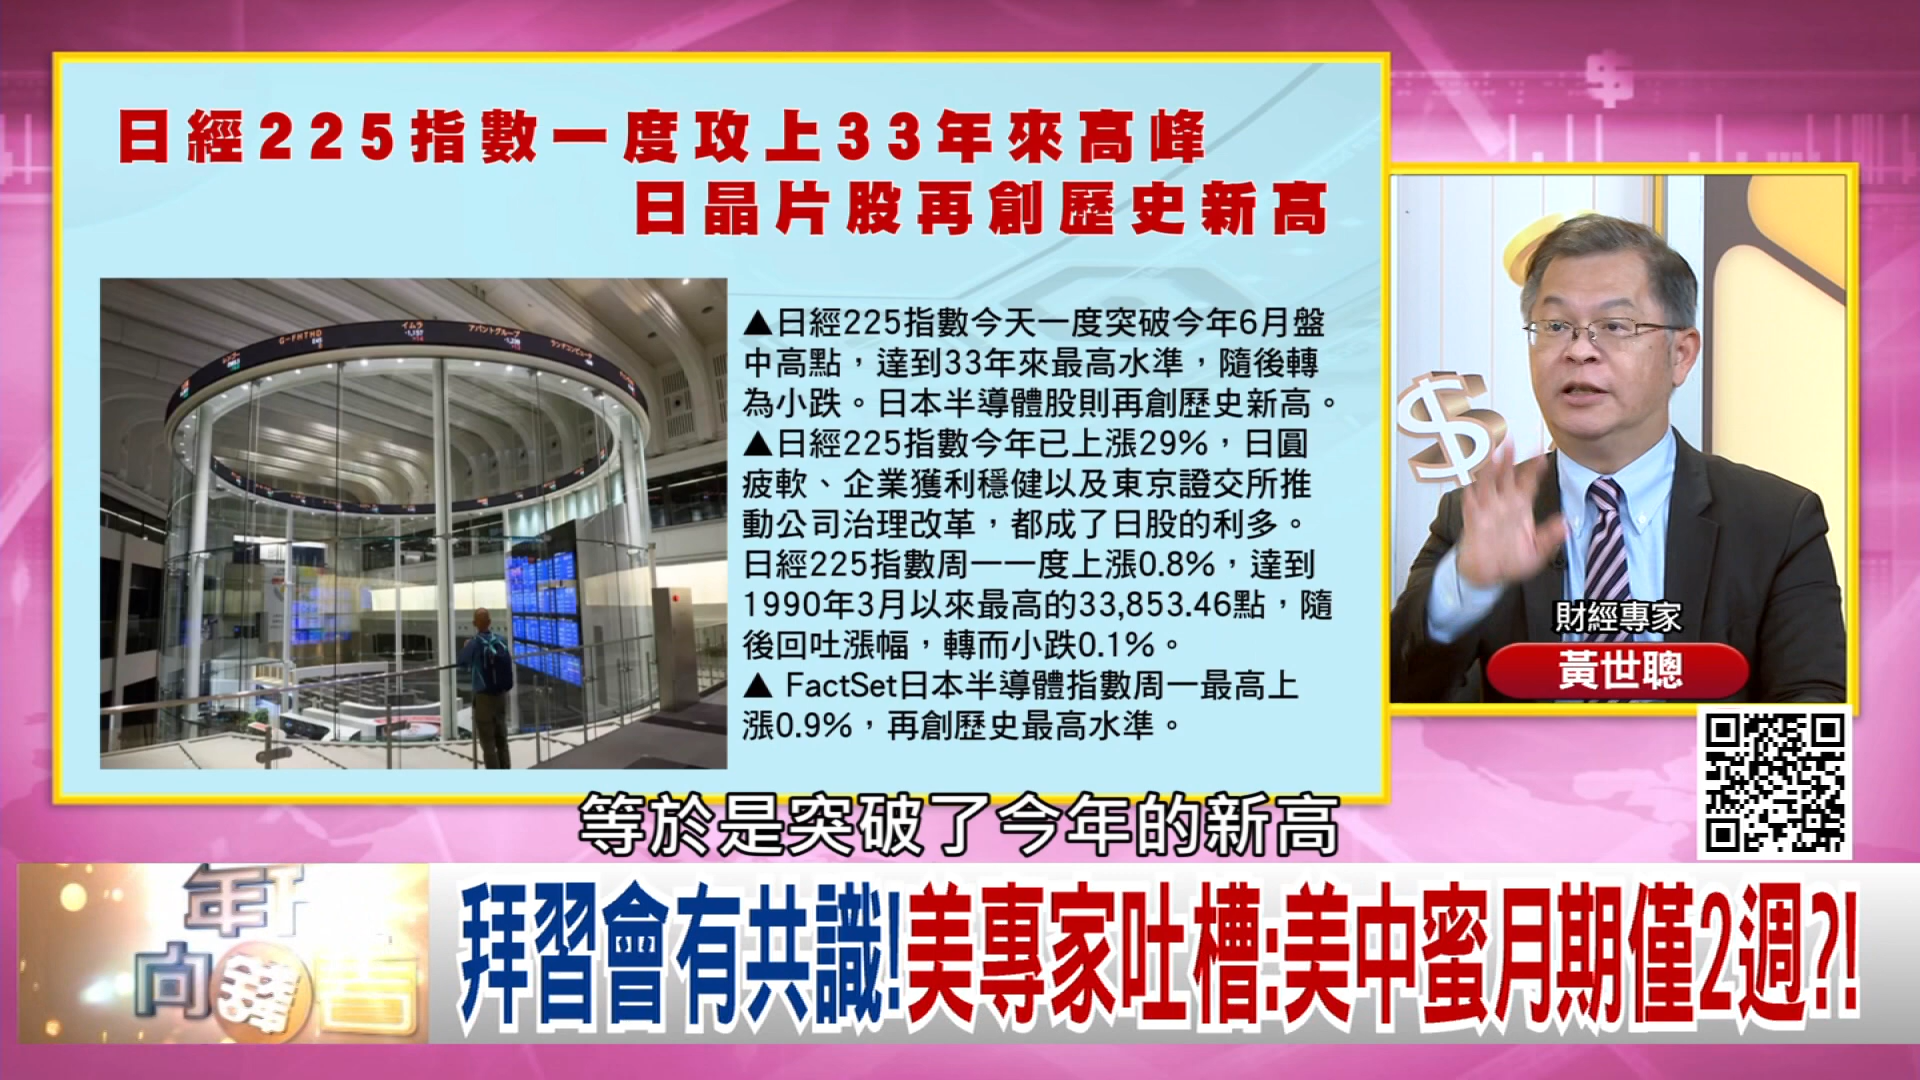 日經225指數一度攻上33年來高峰
日晶片股再創歷史新高
▲日經225指數今天一度突破今年6月盤
中高點，達到33年來最高水準，隨後轉
為小跌。日本半導體股則再創歷史新高。
▲日經225指數今年已上漲29%，日圓
疲軟、企業獲利穩健以及東京證交所推
動公司治理改革，都成了日股的利多。
日經225指數周一一度上漲0.8%，達到
1990年3月以來最高的33,853.46點，隨
後回吐漲幅，轉而小跌0.1%。
▲ FactSet日本半導體指數周一最高上
漲0.9%，再創歷史最高水準。
財經專家
黃世聰
等於是突破了今年的新高
向錢看
拜習會有共識!美專家吐槽:美中蜜月期僅2週?!